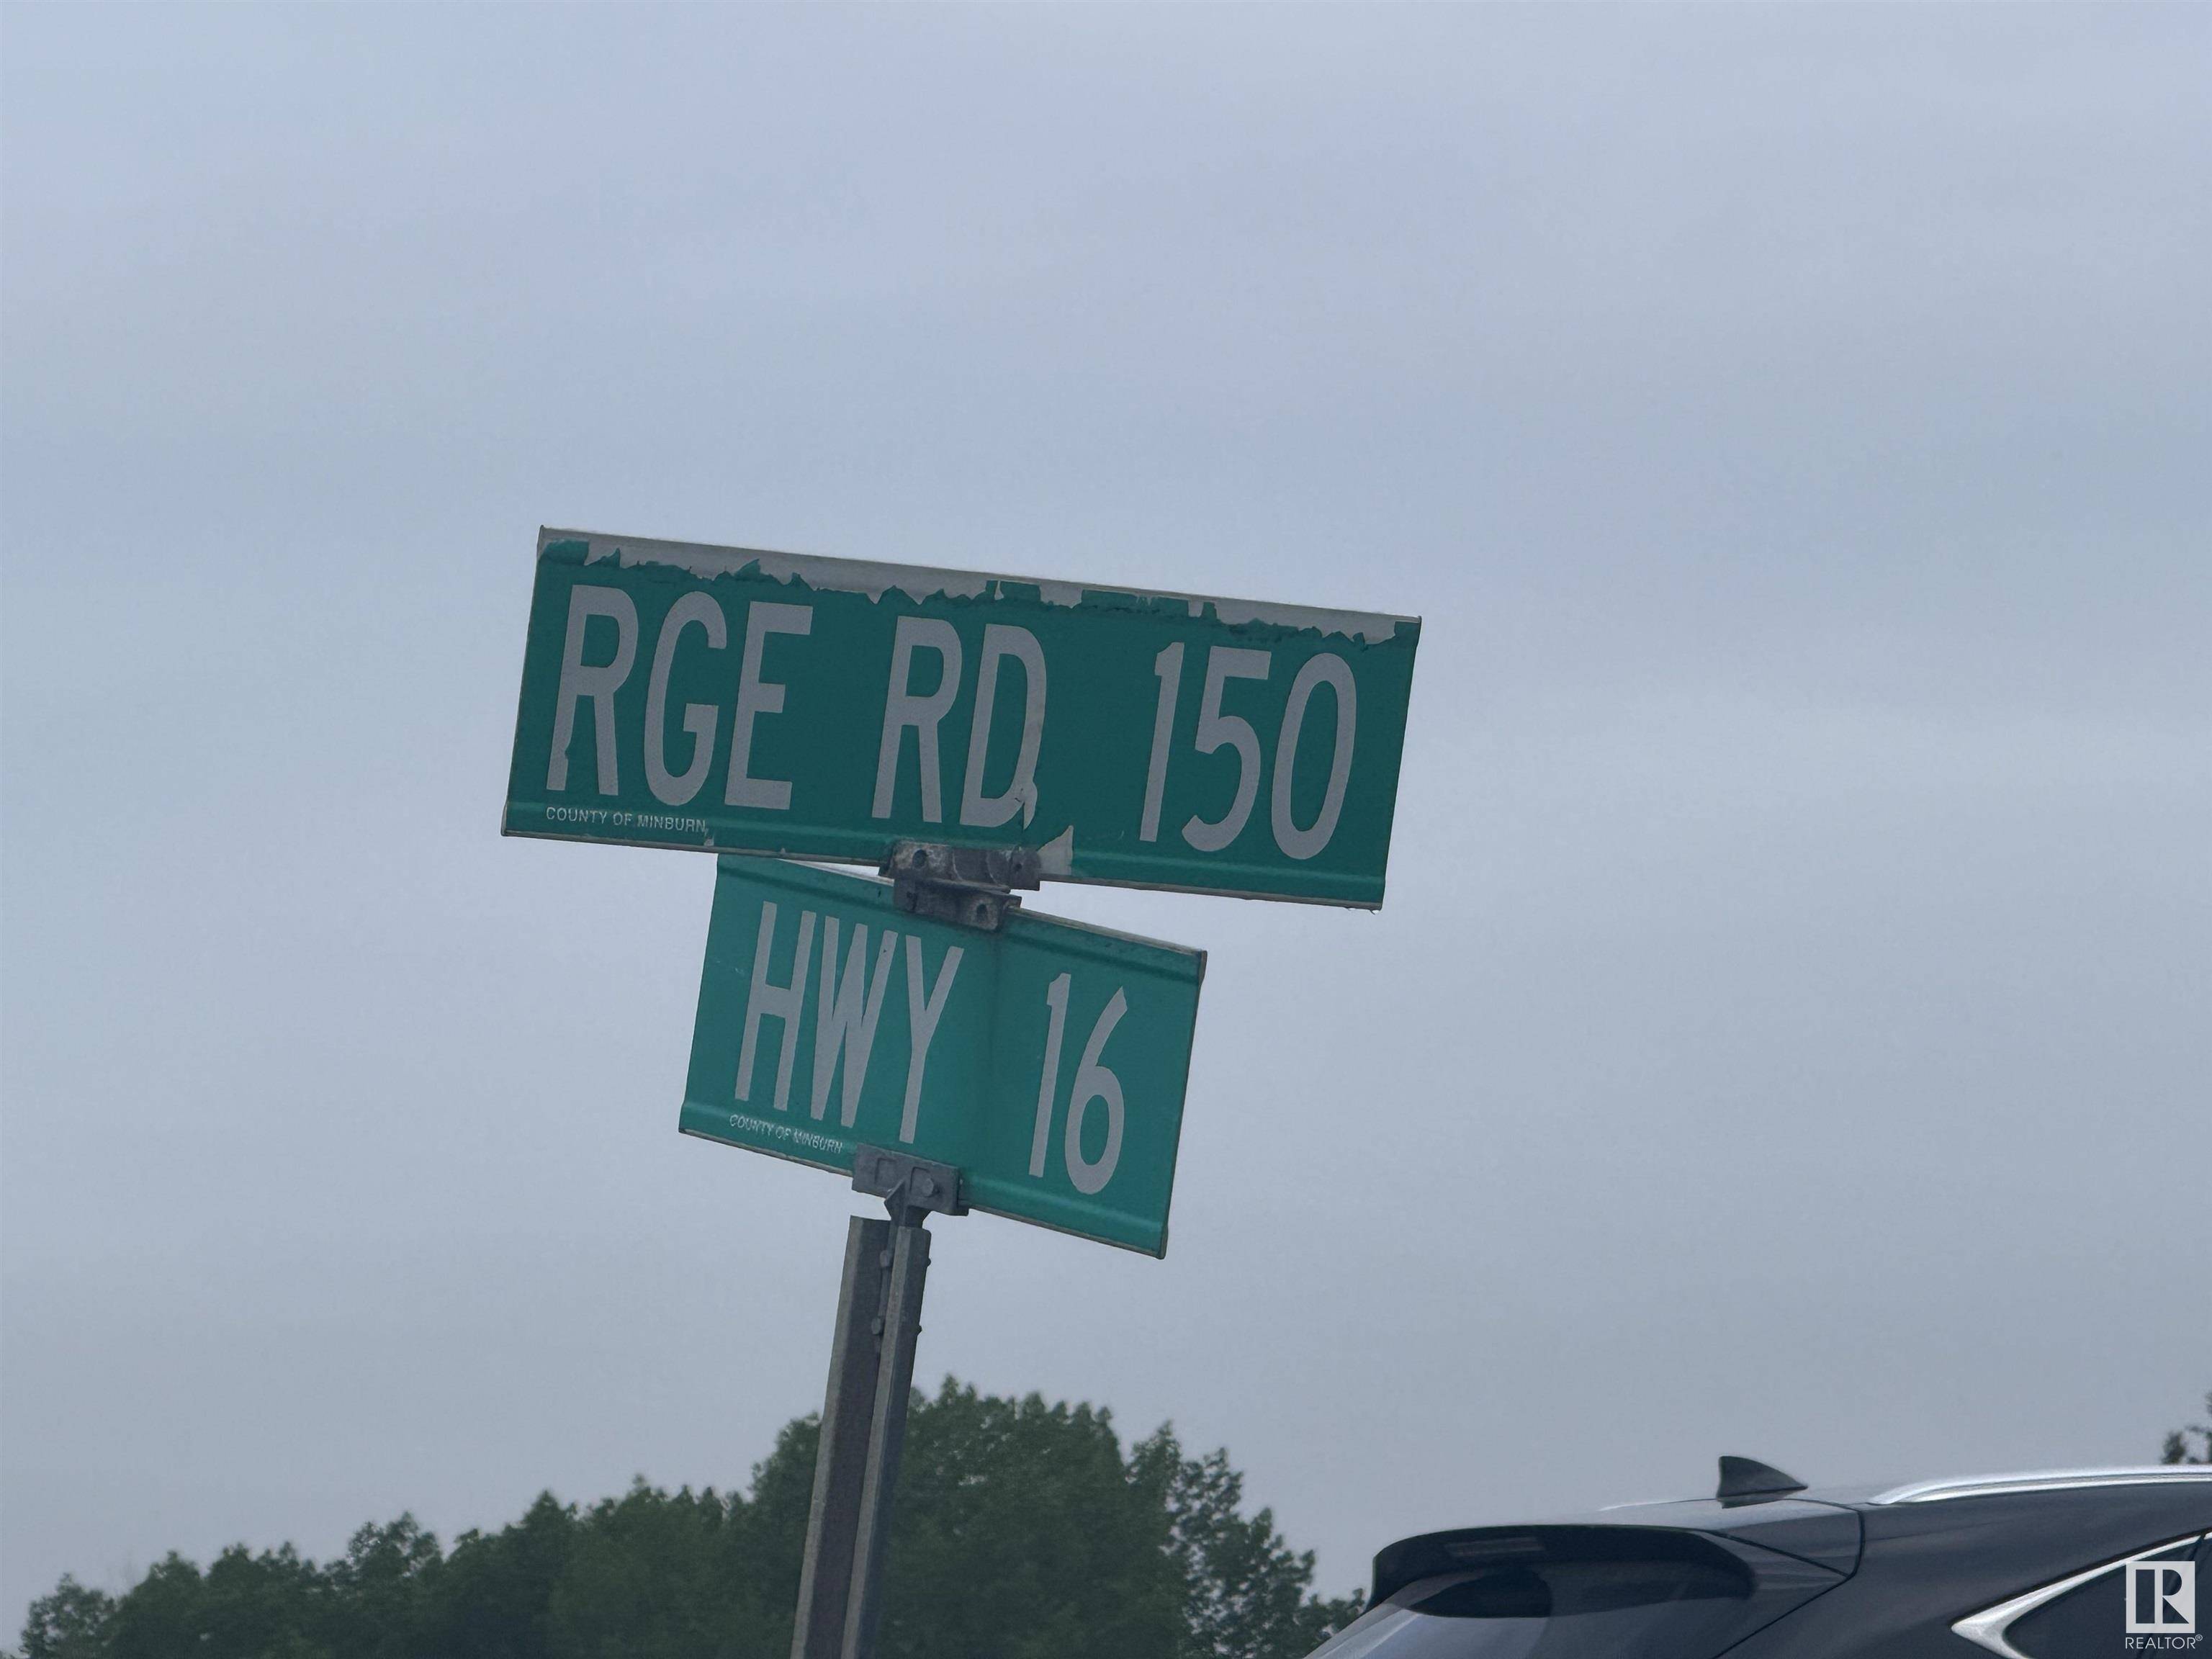 RGE RD 150
COUNTY OF MINBURN
HWY 16
COUNTY OF MINBURN
REALTOR®